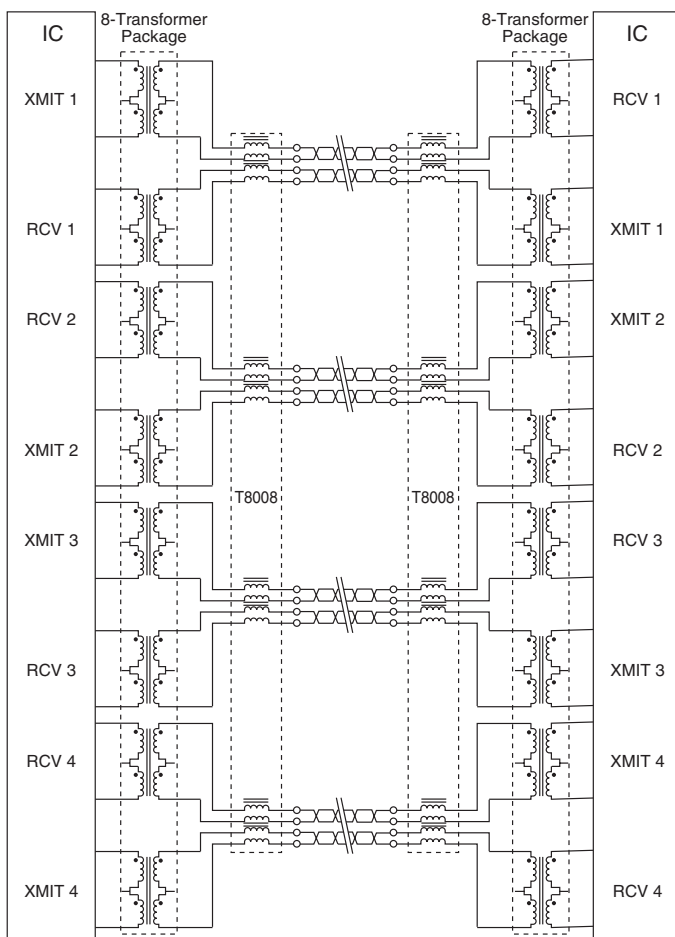 IC
8-Transformer
Package
8-Transformer
Package
IC
XMIT 1
RCV 1
RCV 1
XMIT 1
RCV 2
XMIT 2
XMIT 2
RCV 2
T8008
T8008
XMIT 3
RCV 3
RCV 3
XMIT 3
RCV 4
XMIT 4
XMIT 4
RCV 4